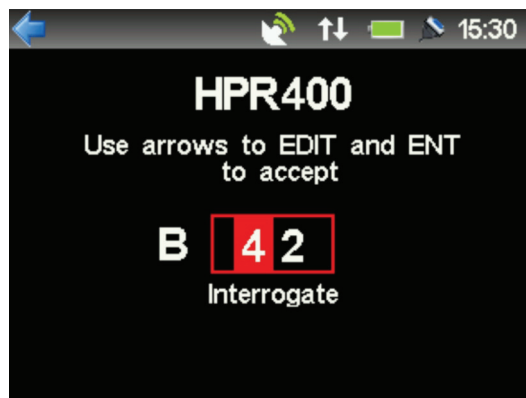 15:30
HPR400
Use arrows to EDIT and ENT
to accept
B 42
Interrogate